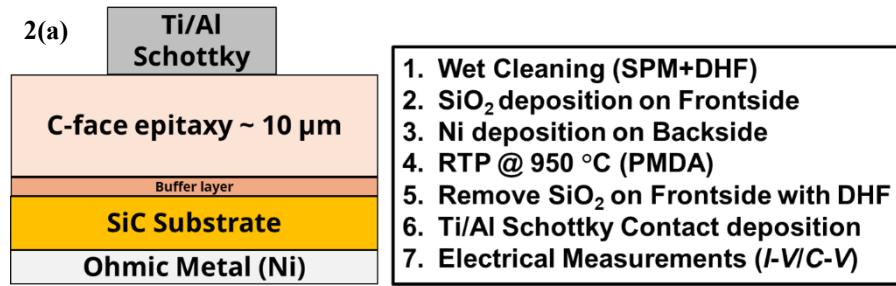 2(a)
Ti/Al
Schottky
C-face epitaxy ~ 10 µm
Buffer layer
SiC Substrate
Ohmic Metal (Ni)
1. Wet Cleaning (SPM+DHF)
2. SiO₂ deposition on Frontside
3. Ni deposition on Backside
4. RTP @ 950 °C (PMDA)
5. Remove SiO₂ on Frontside with DHF
6. Ti/Al Schottky Contact deposition
7. Electrical Measurements (I-V/C-V)